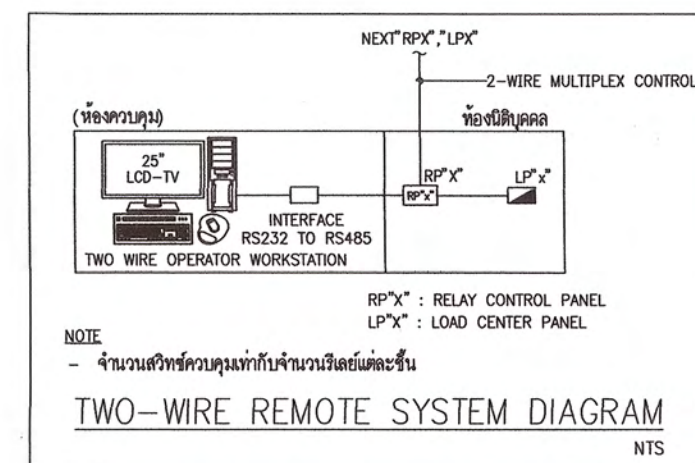 NEXT"RPX","LPX"
2-WIRE MULTIPLEX CONTROL
(ห้องควบคุม)
ท้องนิติบุคคล
25"
LCD-TV
RP"X"
LP"x"
RP"x"
INTERFACE
RS232 TO RS485
TWO WIRE OPERATOR WORKSTATION
RP"X" : RELAY CONTROL PANEL
LP"X" : LOAD CENTER PANEL
NOTE
- จำนวนสวิทช์ควบคุมเท่ากับจำนวนรีเลย์แต่ละชั้น
TWO-WIRE REMOTE SYSTEM DIAGRAM
NTS